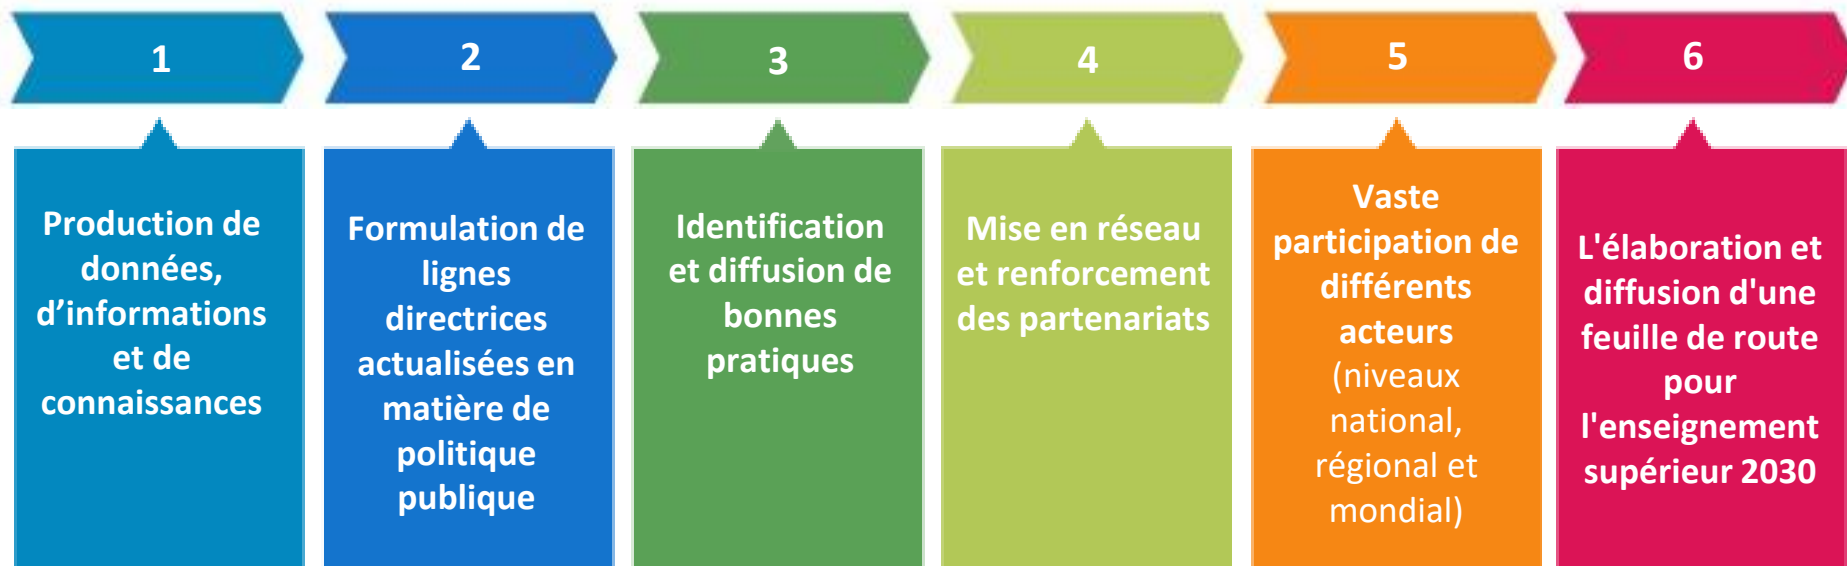 1
2
3
4
5
6
Production de
données,
d’informations
et de
connaissances
Formulation de
lignes
directrices
actualisées en
matière de
politique
publique
Identification
et diffusion de
bonnes
pratiques
Mise en réseau
et renforcement
des partenariats
Vaste
participation de
différents
acteurs
(niveaux
national,
régional et
mondial)
L'élaboration et
diffusion d'une
feuille de route
pour
l'enseignement
supérieur 2030